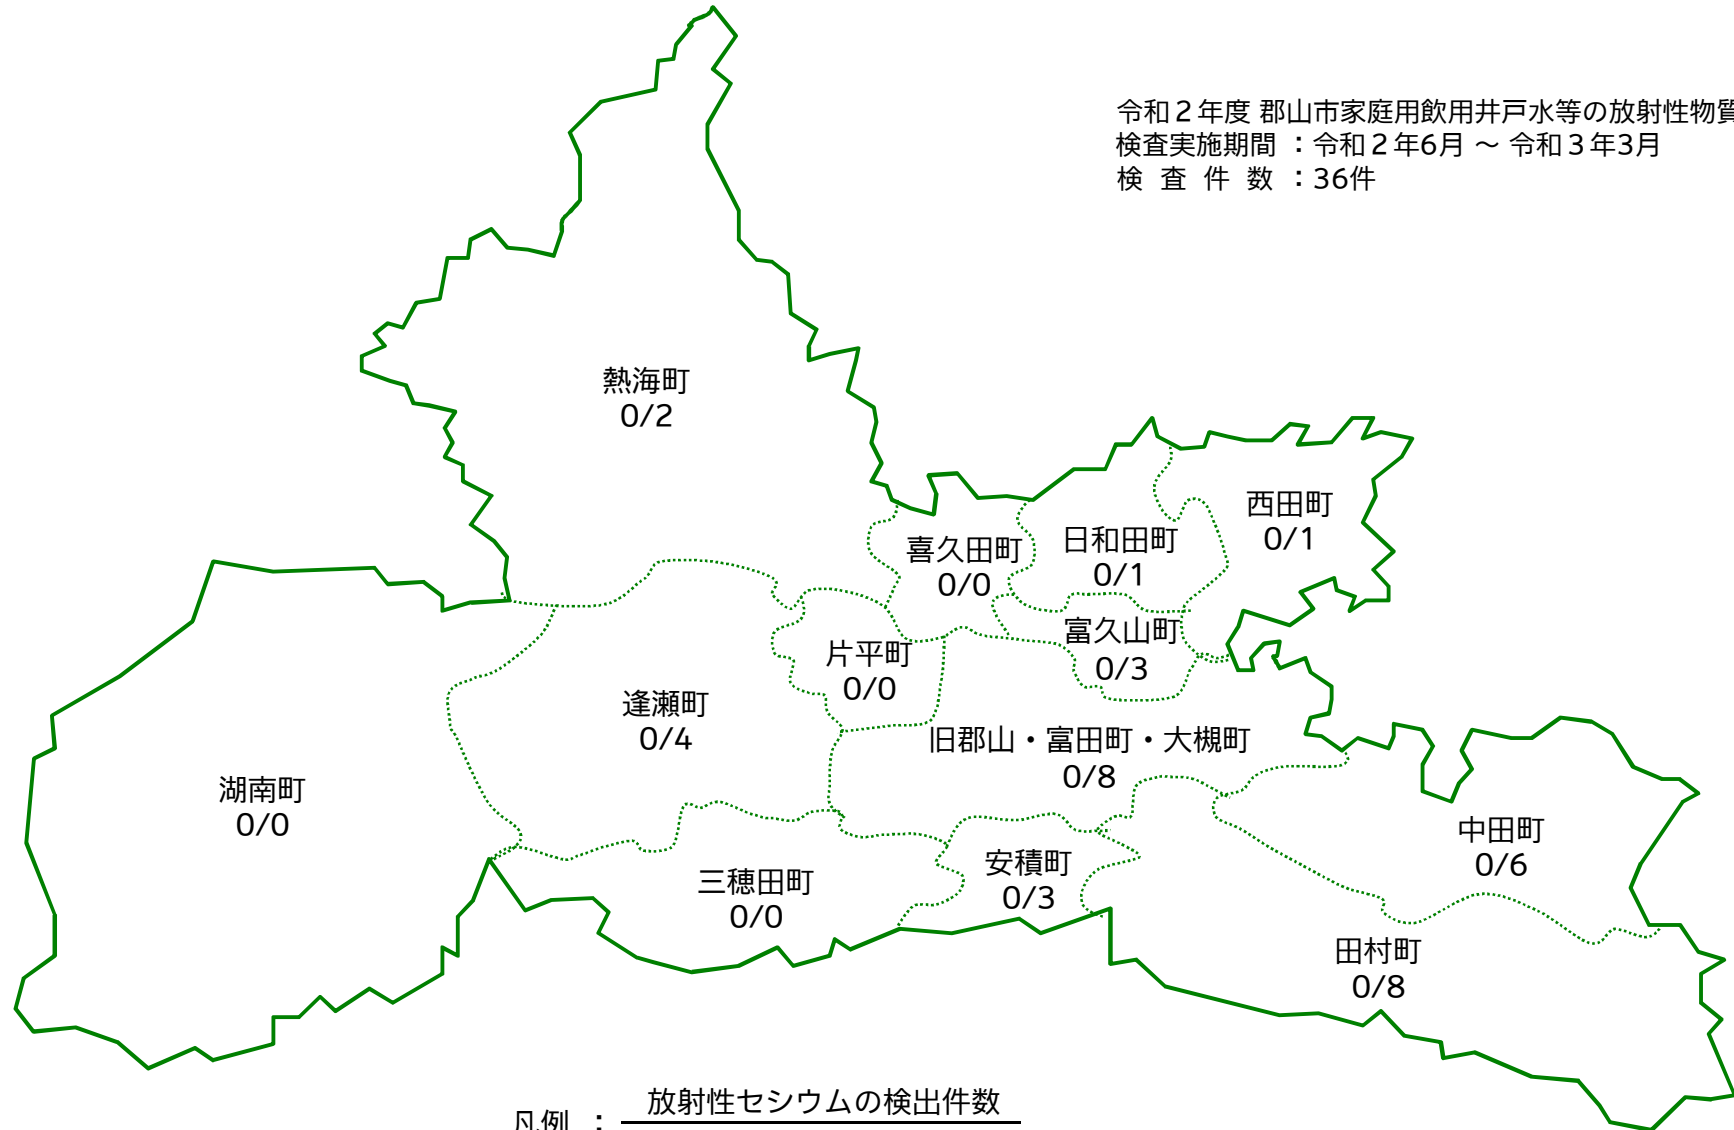 令和２年度 郡山市家庭用飲用井戸水等の放射性物質
検査実施期間 ：令和２年6月 ～ 令和３年3月
検 査 件 数 ：36件
熱海町
0/2
西田町
0/1
日和田町
0/1
喜久田町
0/0
富久山町
0/3
片平町
0/0
逢瀬町
0/4
旧郡山・富田町・大槻町
0/8
湖南町
0/0
中田町
0/6
安積町
0/3
三穂田町
0/0
田村町
0/8
放射性セシウムの検出件数
凡例 ：